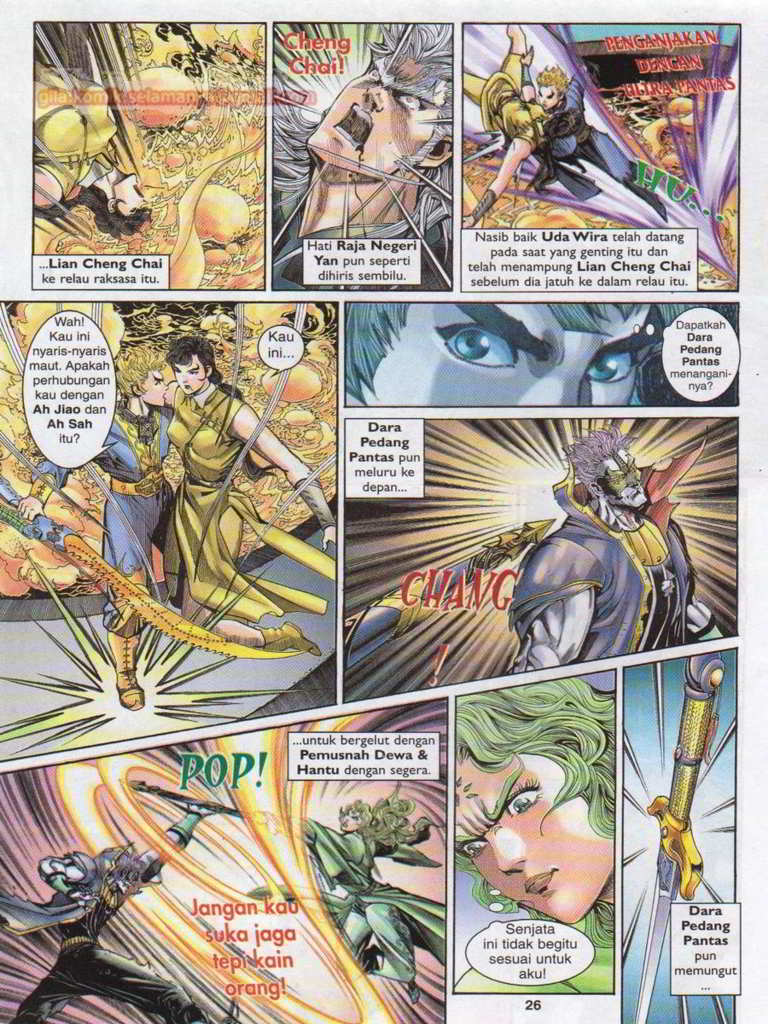 ...Lian Cheng Chai
ke relau raksasa itu.
Cheng
Chai!
Hati Raja Negeri
Yan pun seperti
dihiris sembilu.
PENGANJAKAN
DENGAN
ULTRA PANTAS
HU...
Nasib baik Uda Wira telah datang
pada saat yang genting itu dan
telah menampung Lian Cheng Chai
sebelum dia jatuh ke dalam relau itu.
Wah!
Kau ini
nyaris-nyaris
maut. Apakah
perhubungan
kau dengan
Ah Jiao dan
Ah Sah
itu?
Kau
ini...
Dapatkah
Dara
Pedang
Pantas
menangani-
nya?
Dara
Pedang
Pantas pun
meluru ke
depan...
CHANG
!
...untuk bergelut dengan
Pemusnah Dewa &
Hantu dengan segera.
POP!
Jangan kau
suka jaga
tepi kain
orang!
Senjata
ini tidak begitu
sesuai untuk
aku!
Dara
Pedang
Pantas
pun
memungut
...
26